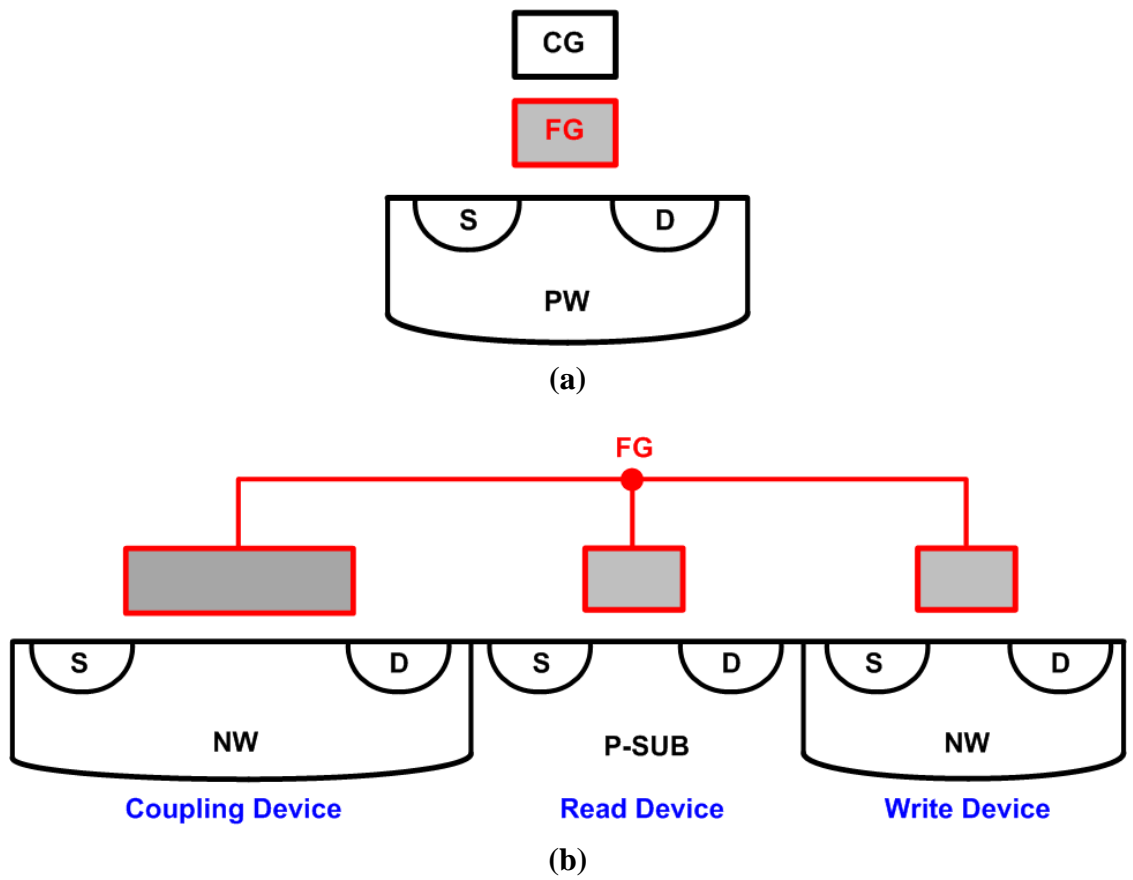 CG
FG
S D
PW
(a)
FG
S D S D S D
NW P-SUB NW
Coupling Device Read Device Write Device
(b)